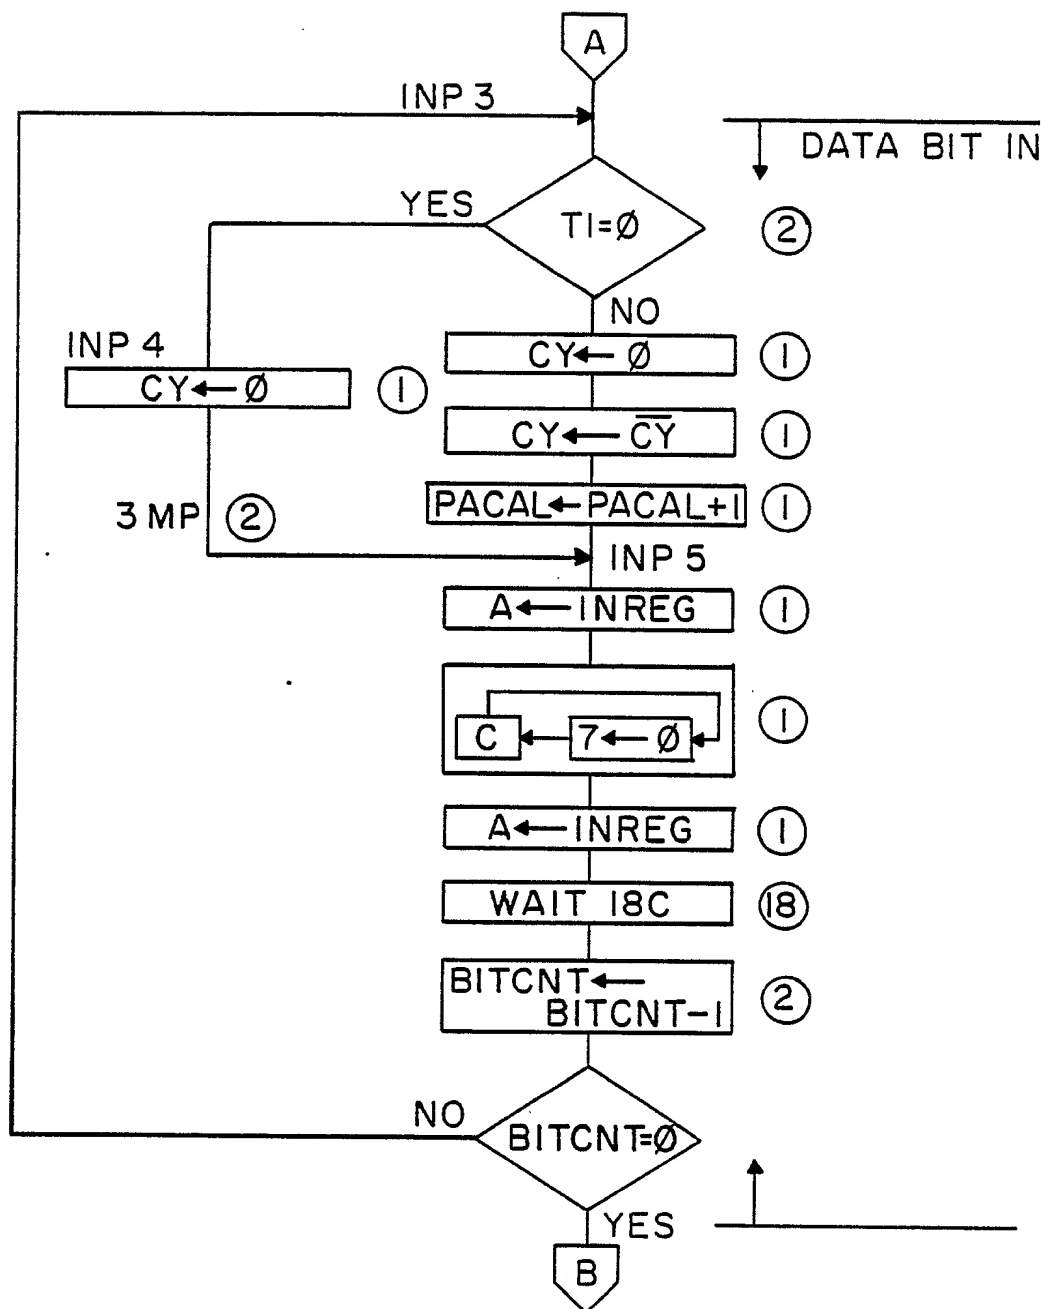 A
INP 3
DATA BIT IN
YES
T1=Ø
②
NO
INP 4
CY←Ø
①
CY←Ø
①
CY←C̅Y̅
①
PACAL←PACAL+1
①
3 MP
②
INP 5
A←INREG
①
C
7←Ø
①
A←INREG
①
WAIT 18C
⑱
BITCNT←
BITCNT-1
②
NO
BITCNT=Ø
YES
B